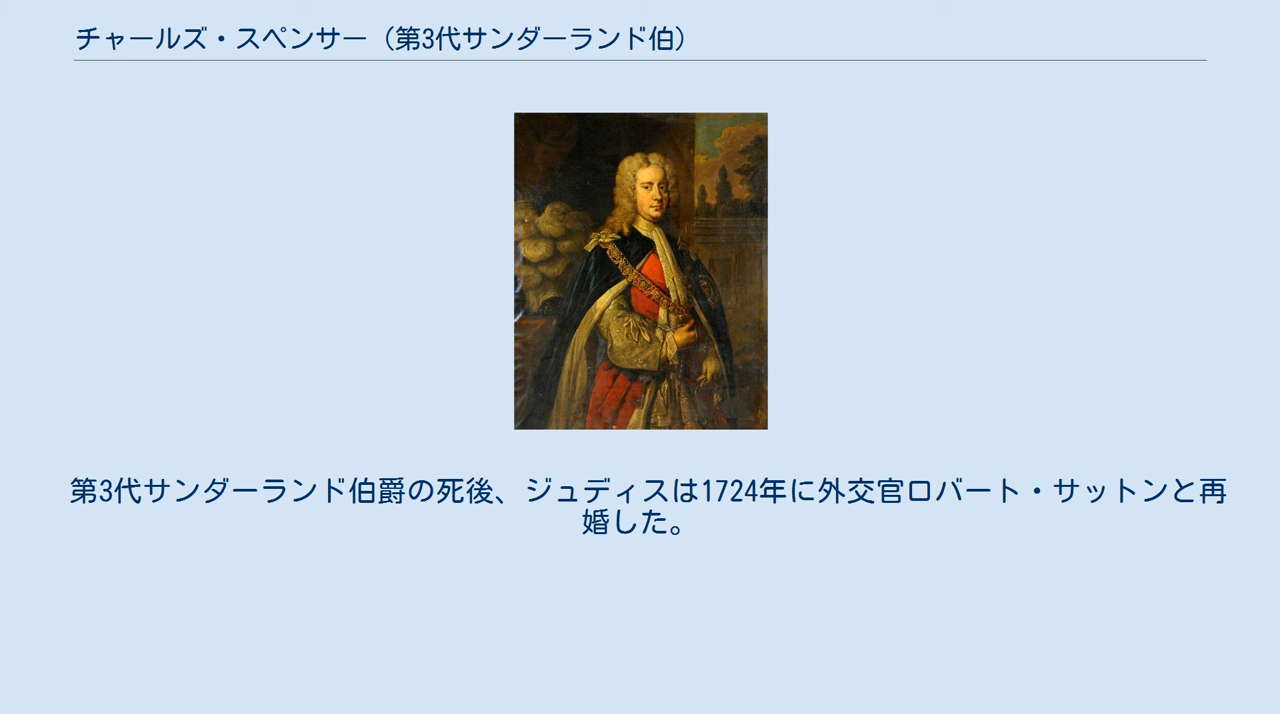 チャールズ・スペンサー（第3代サンダーランド伯）
第3代サンダーランド伯爵の死後、ジュディスは1724年に外交官ロバート・サットンと再
婚した。